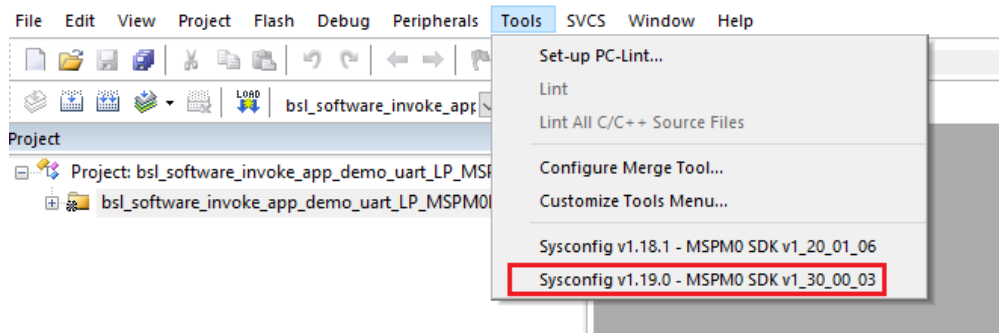 File Edit View Project Flash Debug Peripherals Tools SVCS Window Help
Set-up PC-Lint...
Lint
Lint All C/C++ Source Files
Configure Merge Tool...
Customize Tools Menu...
Sysconfig v1.18.1 - MSPM0 SDK v1_20_01_06
Sysconfig v1.19.0 - MSPM0 SDK v1_30_00_03
LOAD
bsl_software_invoke_app
Project
Project: bsl_software_invoke_app_demo_uart_LP_MSP
bsl_software_invoke_app_demo_uart_LP_MSPM0